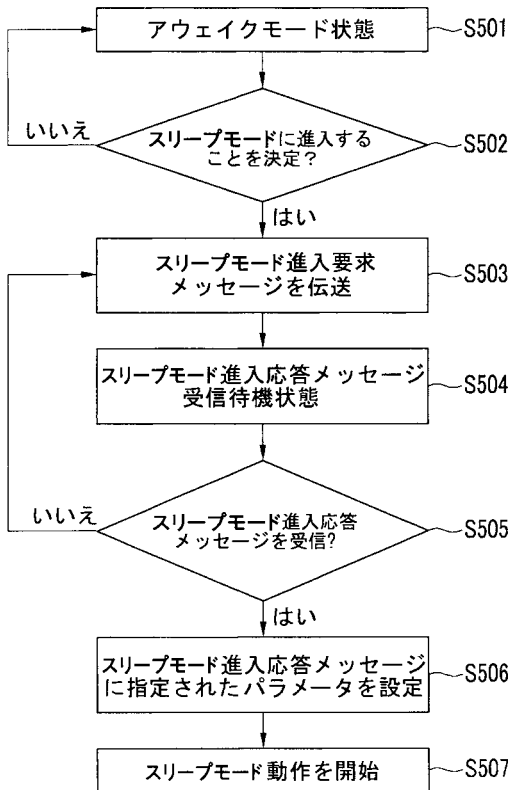 アウェイクモード状態
S501
スリープモードに進入する
ことを決定?
S502
いいえ
はい
スリープモード進入要求
メッセージを伝送
S503
スリープモード進入応答メッセージ
受信待機状態
S504
スリープモード進入応答
メッセージを受信?
S505
いいえ
はい
スリープモード進入応答メッセージ
に指定されたパラメータを設定
S506
スリープモード動作を開始
S507